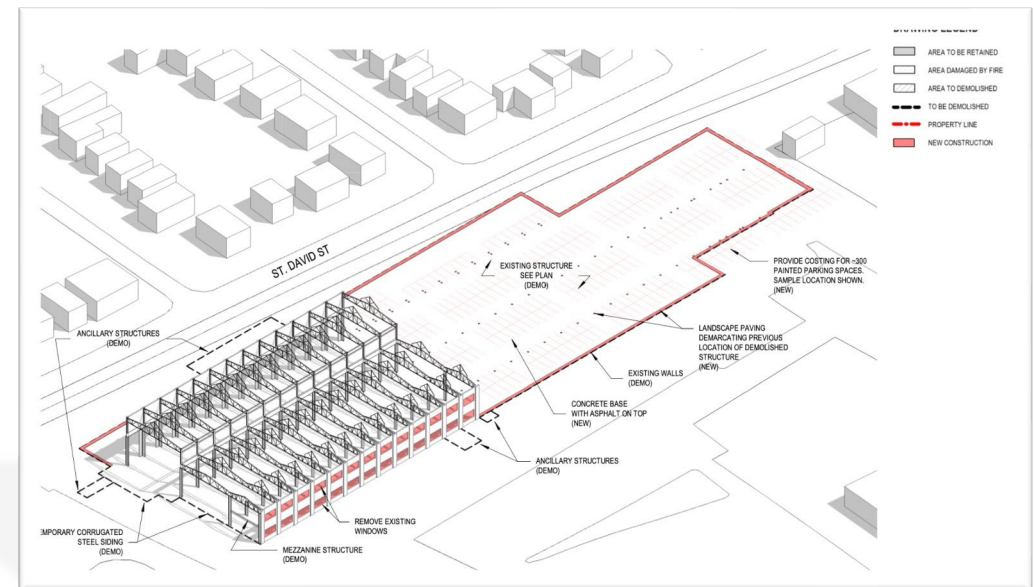 AREA TO BE RETAINED
AREA DAMAGED BY FIRE
AREA TO DEMOLISHED
TO BE DEMOLISHED
PROPERTY LINE
NEW CONSTRUCTION
ST. DAVID ST
EXISTING STRUCTURE
SEE PLAN
(DEMO)
PROVIDE COSTING FOR ~300
PAINTED PARKING SPACES.
SAMPLE LOCATION SHOWN.
(NEW)
ANCILLARY STRUCTURES
(DEMO)
LANDSCAPE PAVING
DEMARCATING PREVIOUS
LOCATION OF DEMOLISHED
STRUCTURE
(NEW)
EXISTING WALLS
(DEMO)
CONCRETE BASE
WITH ASPHALT ON TOP
(NEW)
ANCILLARY STRUCTURES
(DEMO)
REMOVE EXISTING
WINDOWS
EMPORARY CORRUGATED
STEEL SIDING
(DEMO)
MEZZANINE STRUCTURE
(DEMO)